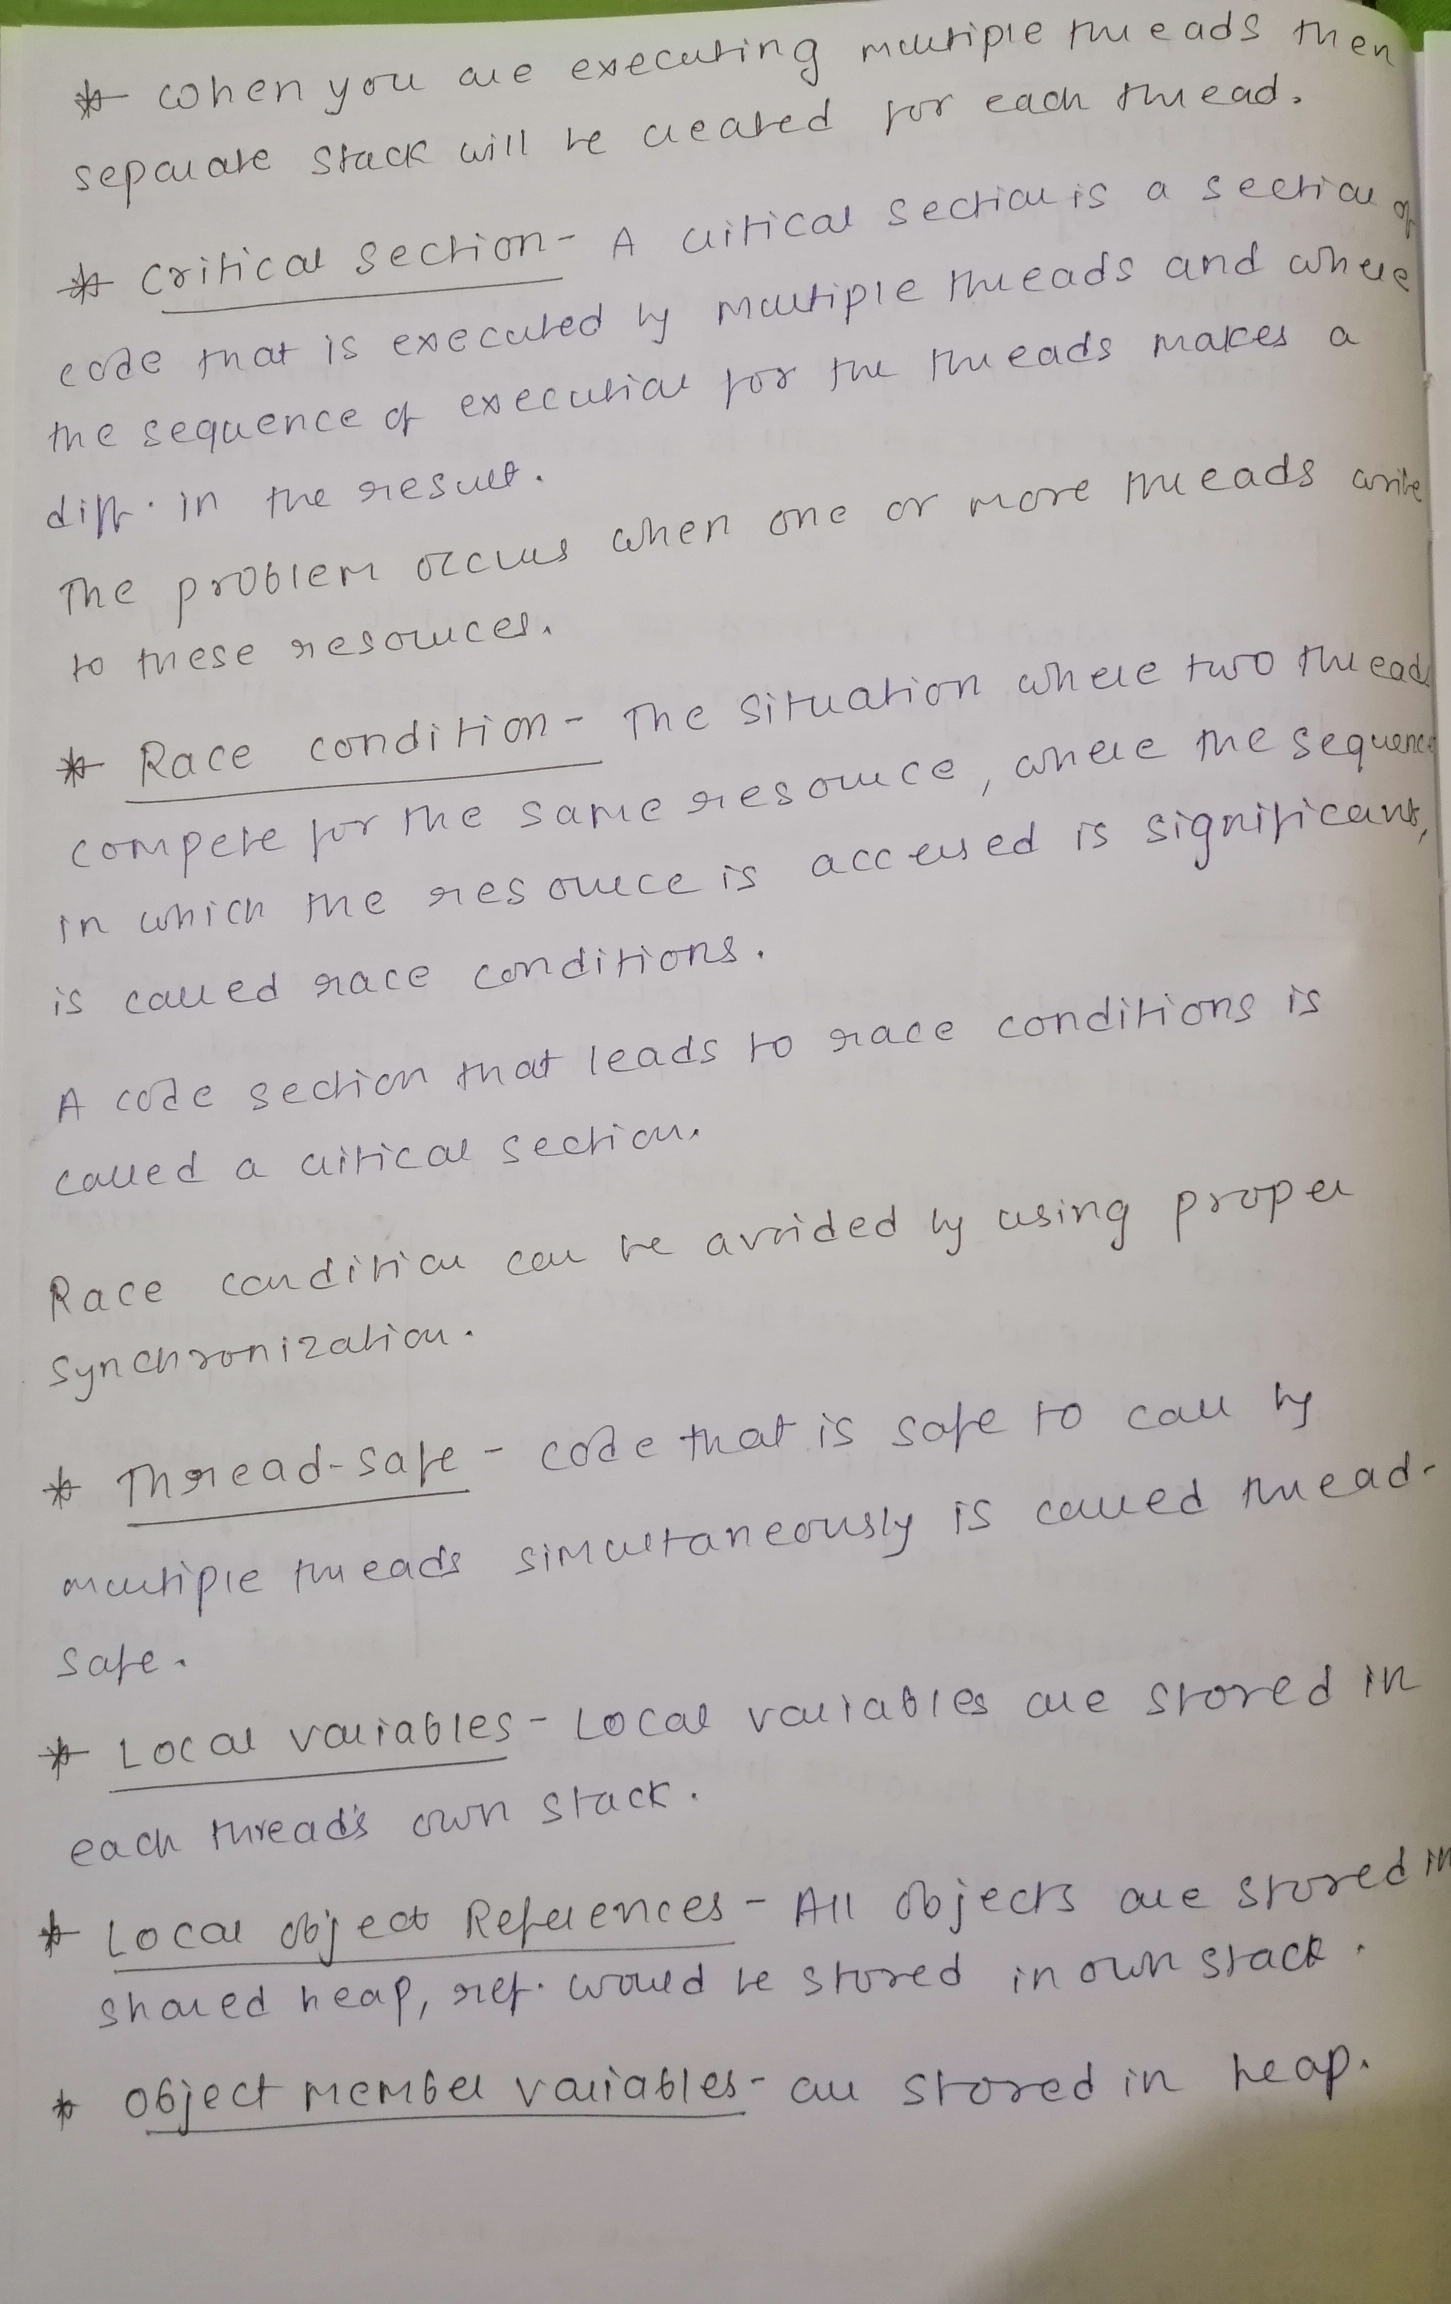 * When you are executing multiple threads then
separate stack will be created for each thread.
* Critical Section - A critical section is a section of
code that is executed by multiple threads and where
the sequence of execution for the threads makes a
diff. in the result.
The problem occurs when one or more threads write
to these resources.
* Race condition - The situation where two threads
compete for the same resource, where the sequence
in which the resource is accessed is significant,
is called race conditions.
A code section that leads to race conditions is
called a critical section.
Race condition can be avoided by using proper
synchronization.
* Thread-safe - code that is safe to call by
multiple threads simultaneously is called thread-
safe.
* Local variables - Local variables are stored in
each thread's own stack.
* Local object References - All objects are stored in
shared heap, ref. would be stored in own stack.
* Object member variables - all stored in heap.